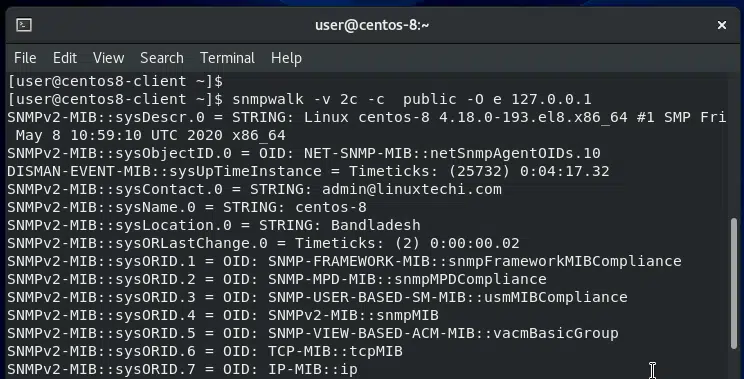 user@centos-8:~
File Edit View Search Terminal Help
[user@centos8-client ~]$
[user@centos8-client ~]$ snmpwalk -v 2c -c  public -O e 127.0.0.1
SNMPv2-MIB::sysDescr.0 = STRING: Linux centos-8 4.18.0-193.el8.x86_64 #1 SMP Fri
 May 8 10:59:10 UTC 2020 x86_64
SNMPv2-MIB::sysObjectID.0 = OID: NET-SNMP-MIB::netSnmpAgentOIDs.10
DISMAN-EVENT-MIB::sysUpTimeInstance = Timeticks: (25732) 0:04:17.32
SNMPv2-MIB::sysContact.0 = STRING: admin@linuxtechi.com
SNMPv2-MIB::sysName.0 = STRING: centos-8
SNMPv2-MIB::sysLocation.0 = STRING: Bandladesh
SNMPv2-MIB::sysORLastChange.0 = Timeticks: (2) 0:00:00.02
SNMPv2-MIB::sysORID.1 = OID: SNMP-FRAMEWORK-MIB::snmpFrameworkMIBCompliance
SNMPv2-MIB::sysORID.2 = OID: SNMP-MPD-MIB::snmpMPDCompliance
SNMPv2-MIB::sysORID.3 = OID: SNMP-USER-BASED-SM-MIB::usmMIBCompliance
SNMPv2-MIB::sysORID.4 = OID: SNMPv2-MIB::snmpMIB
SNMPv2-MIB::sysORID.5 = OID: SNMP-VIEW-BASED-ACM-MIB::vacmBasicGroup
SNMPv2-MIB::sysORID.6 = OID: TCP-MIB::tcpMIB
SNMPv2-MIB::sysORID.7 = OID: IP-MIB::ip